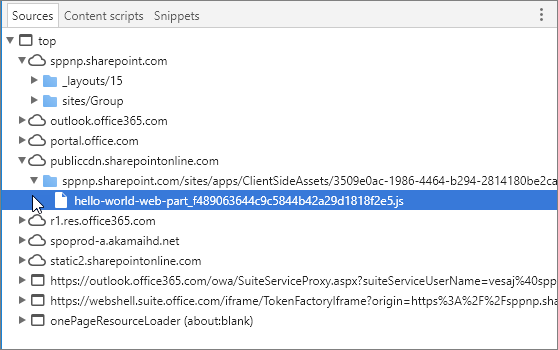 Sources Content scripts Snippets
top
sppnp.sharepoint.com
_layouts/15
sites/Group
outlook.office365.com
portal.office.com
publiccdn.sharepointonline.com
sppnp.sharepoint.com/sites/apps/ClientSideAssets/3509e0ac-1986-4464-b294-2814180be2ca
hello-world-web-part_f489063644c9c5844b42a29d1818f2e5.js
r1.res.office365.com
spoprod-a.akamaihd.net
static2.sharepointonline.com
https://outlook.office365.com/owa/SuiteServiceProxy.aspx?suiteServiceUserName=vesaj%40spp
https://webshell.suite.office.com/iframe/TokenFactoryIframe?origin=https%3A%2F%2Fsppnp.sha
onePageResourceLoader (about:blank)